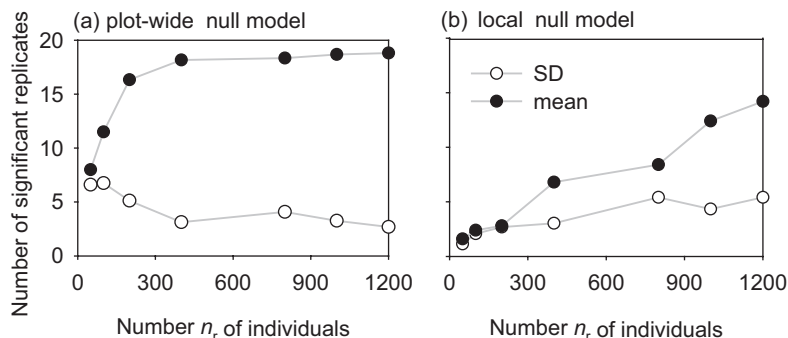 (a) plot-wide null model
(b) local null model
Number of significant replicates
20
15
10
5
0
SD
mean
0 300 600 900 1200
0 300 600 900 1200
Number nr of individuals
Number nr of individuals